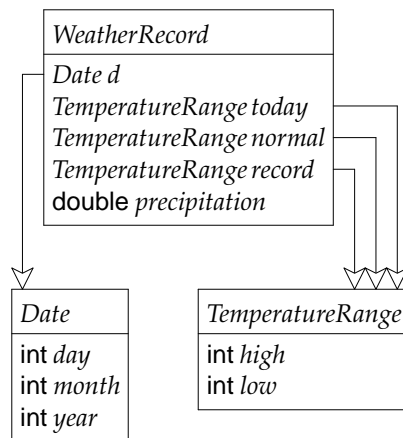 WeatherRecord
Date d
TemperatureRange today
TemperatureRange normal
TemperatureRange record
double precipitation
Date
int day
int month
int year
TemperatureRange
int high
int low